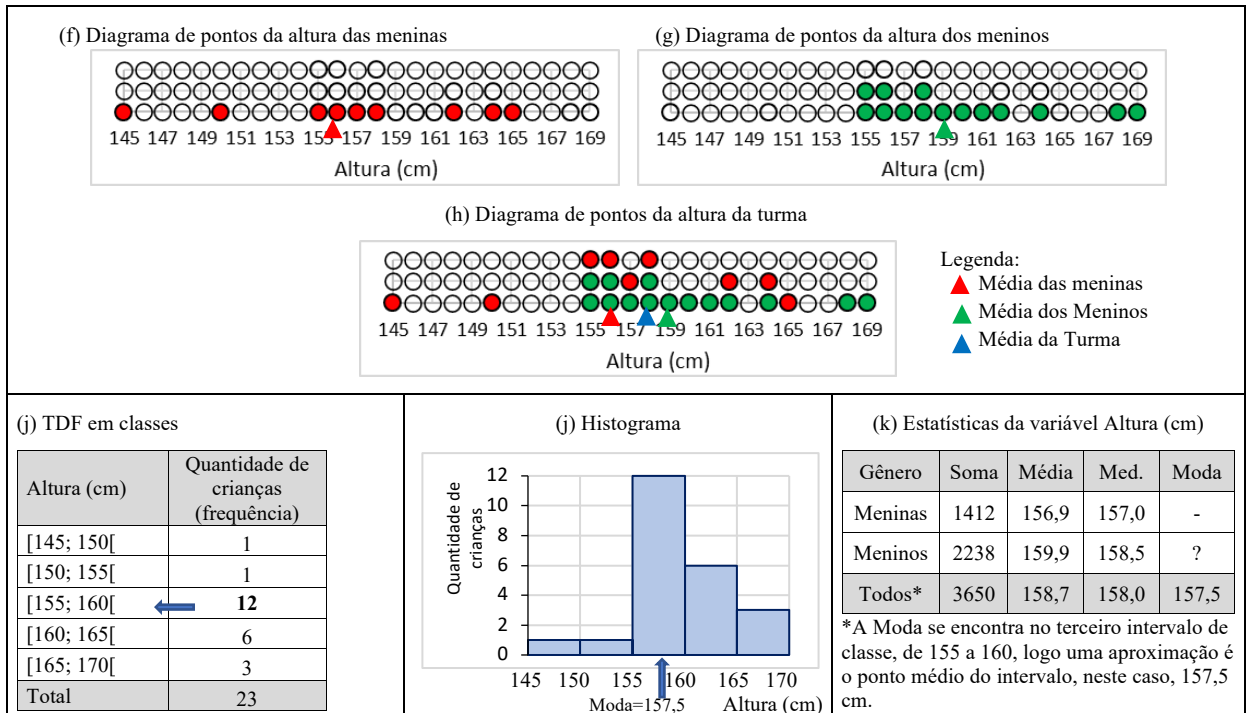 (f) Diagrama de pontos da altura das meninas
145 147 149 151 153 155 157 159 161 163 165 167 169
Altura (cm)
(g) Diagrama de pontos da altura dos meninos
145 147 149 151 153 155 157 159 161 163 165 167 169
Altura (cm)
(h) Diagrama de pontos da altura da turma
145 147 149 151 153 155 157 159 161 163 165 167 169
Altura (cm)
Legenda:
Média das meninas
Média dos Meninos
Média da Turma
(j) TDF em classes
Altura (cm) Quantidade de crianças (frequência)
[145; 150[ 1
[150; 155[ 1
[155; 160[ 12
[160; 165[ 6
[165; 170[ 3
Total 23
(j) Histograma
Quantidade de
crianças
12
10
8
6
4
2
0
145 150 155 160 165 170
Moda=157,5 Altura (cm)
(k) Estatísticas da variável Altura (cm)
Gênero Soma Média Med. Moda
Meninas 1412 156,9 157,0 -
Meninos 2238 159,9 158,5 ?
Todos* 3650 158,7 158,0 157,5
*A Moda se encontra no terceiro intervalo de
classe, de 155 a 160, logo uma aproximação é
o ponto médio do intervalo, neste caso, 157,5
cm.